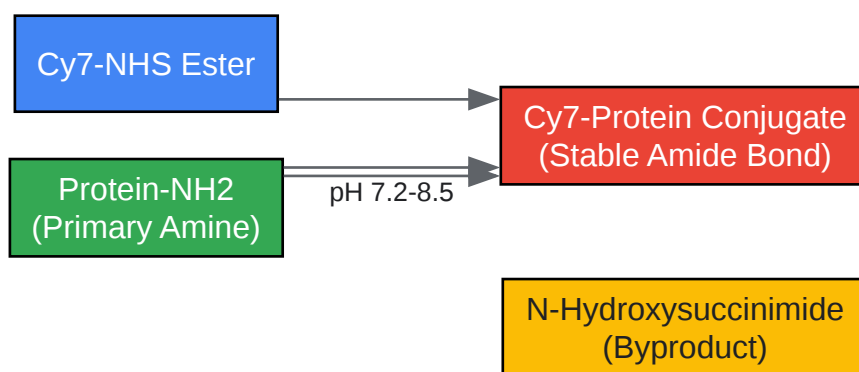 Cy7-NHS Ester
Cy7-Protein Conjugate
(Stable Amide Bond)
Protein-NH2
(Primary Amine)
pH 7.2-8.5
N-Hydroxysuccinimide
(Byproduct)